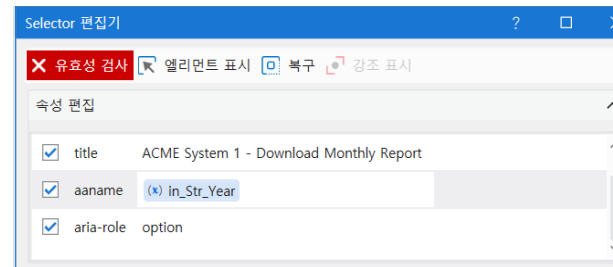 Selector 편집기
유효성 검사 엘리먼트 표시 복구 강조 표시
속성 편집
title ACME System 1 - Download Monthly Report
aaname (x) in_Str_Year
aria-role option